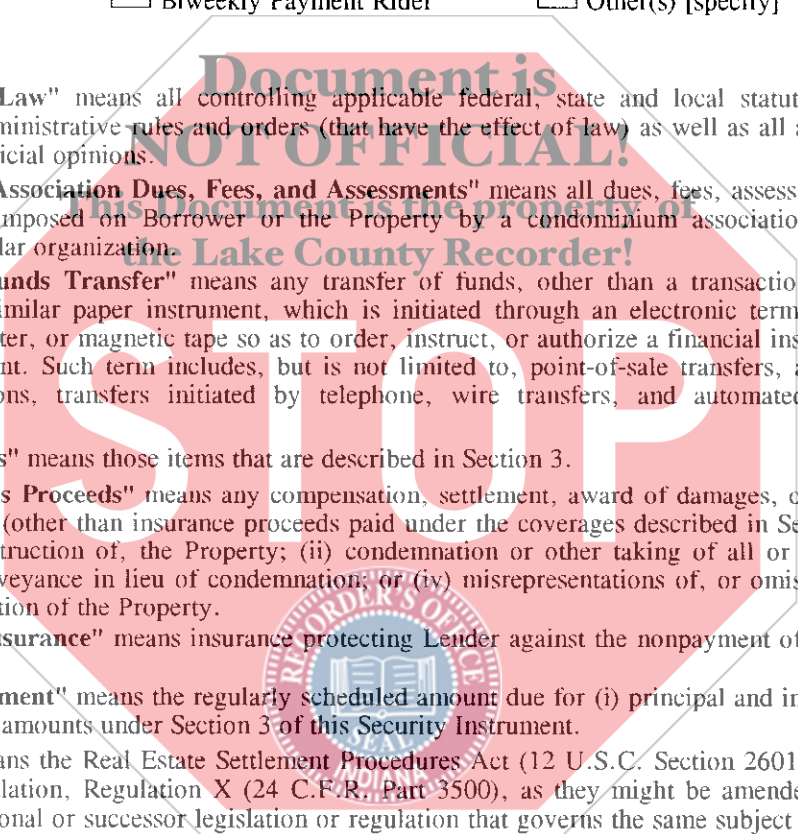 Biweekly Payment Rider Other(s) [specify]
Document is
Law" means all controlling applicable federal, state and local statut
ministrative rules and orders (that have the effect of law) as well as all a
NOT OFFICIAL!
icial opinions.
Association Dues, Fees, and Assessments" means all dues, fees, assess
This Document is the property of
mposed on Borrower or the Property by a condominium associatio
the Lake County Recorder!
lar organization.
unds Transfer" means any transfer of funds, other than a transactio
imilar paper instrument, which is initiated through an electronic term
ter, or magnetic tape so as to order, instruct, or authorize a financial ins
nt. Such term includes, but is not limited to, point-of-sale transfers, a
ons, transfers initiated by telephone, wire transfers, and automated
STOP
s" means those items that are described in Section 3.
s Proceeds" means any compensation, settlement, award of damages, o
(other than insurance proceeds paid under the coverages described in Se
truction of, the Property; (ii) condemnation or other taking of all or
veyance in lieu of condemnation; or (iv) misrepresentations of, or omis
tion of the Property.
RECORDER'S OFFICE
nsurance" means insurance protecting Lender against the nonpayment of
ment" means the regularly scheduled amount due for (i) principal and in
amounts under Section 3 of this Security Instrument.
SEAL
ans the Real Estate Settlement Procedures Act (12 U.S.C. Section 2601
INDIANA
lation, Regulation X (24 C.F.R. Part 3500), as they might be amende
onal or successor legislation or regulation that governs the same subject